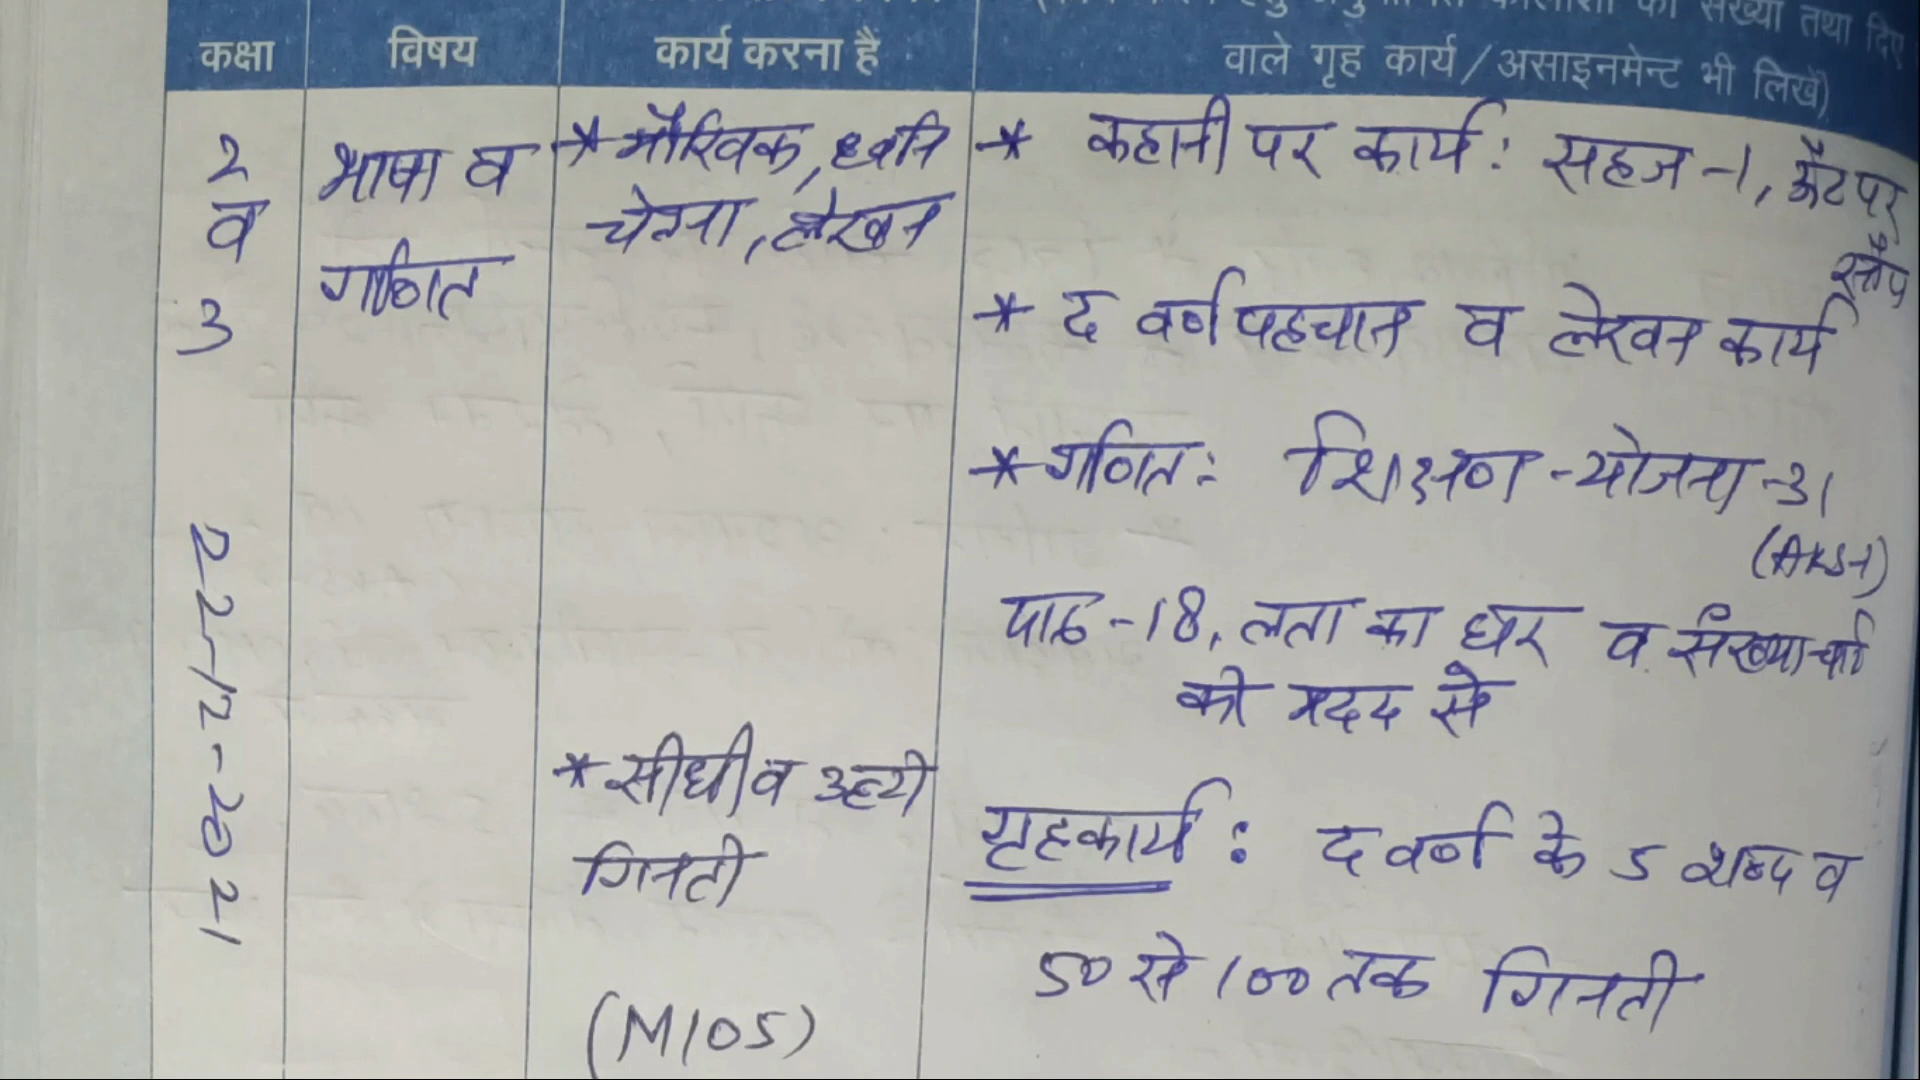 की संख्या तथा दिए
कक्षा विषय कार्य करना है वाले गृह कार्य/असाइनमेन्ट भी लिखें)
2
व
3
22-12-2021
भाषा व
गणित
* मौखिक, ध्वनि
चेतना, लेखन
* सीधी व उल्टी
गिनती
(M105)
* कहानी पर कार्य: सहज-1, ऊँट पर
* द वर्ण पहचान व लेखन कार्य
* गणित: शिक्षण-योजना-31
पाठ-18, लता का घर व संख्या चार्ट
की मदद से
गृहकार्य: द वर्ण के 5 शब्द व
50 से 100 तक गिनती